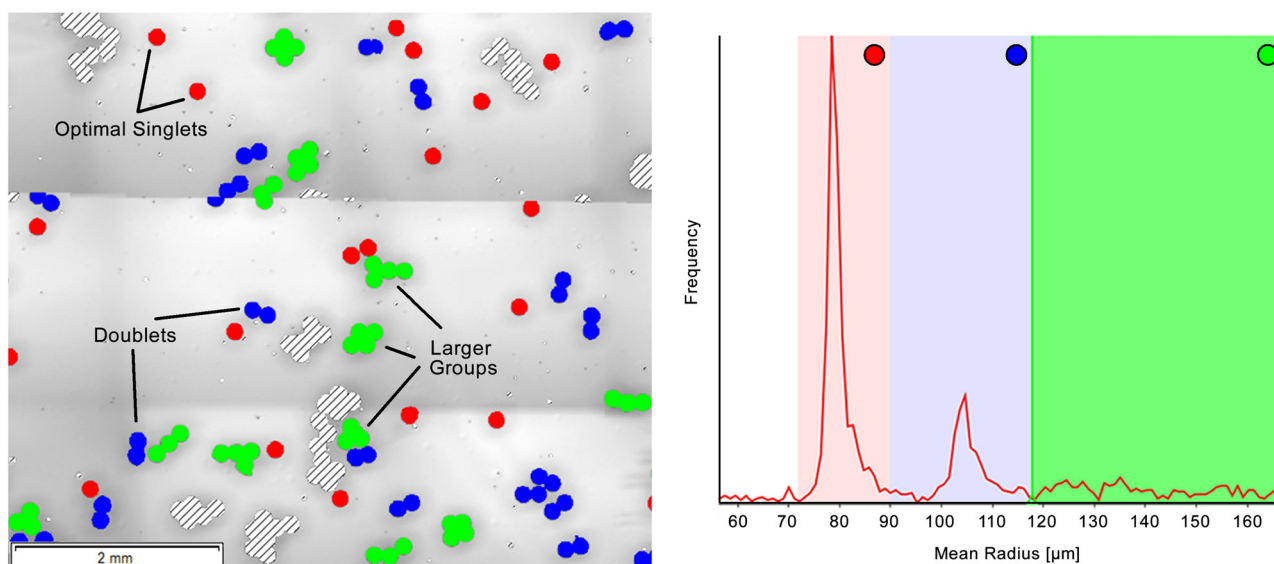 Optimal Singlets
Doublets
Larger
Groups
2 mm
Frequency
60 70 80 90 100 110 120 130 140 150 160
Mean Radius [µm]